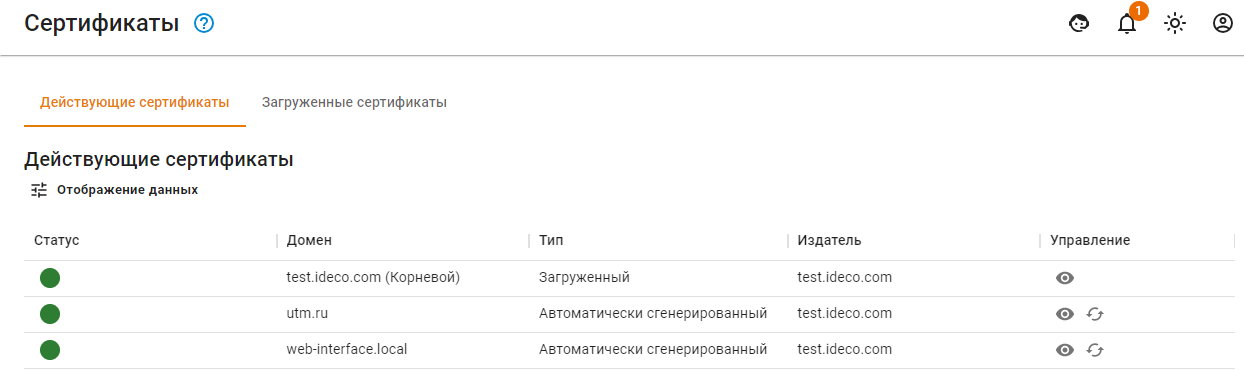 Сертификаты ?
1
Действующие сертификаты Загруженные сертификаты
Действующие сертификаты
Отображение данных
Статус Домен Тип Издатель Управление
test.ideco.com (Корневой) Загруженный test.ideco.com
utm.ru Автоматически сгенерированный test.ideco.com
web-interface.local Автоматически сгенерированный test.ideco.com